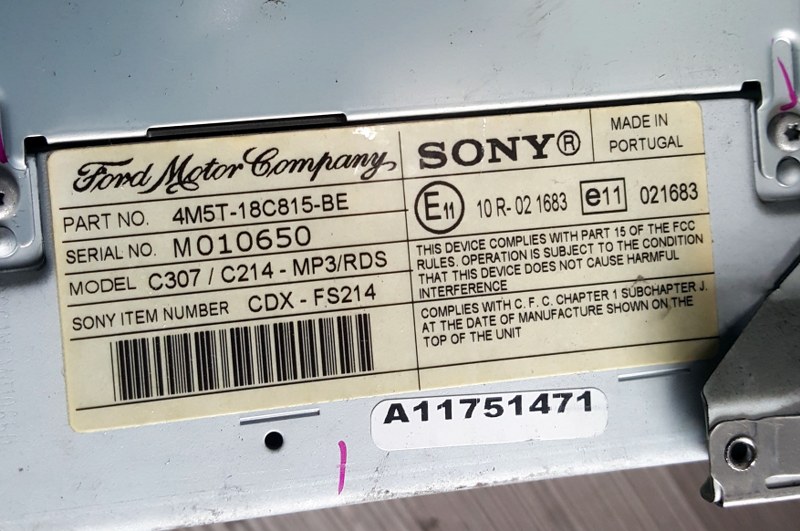 Ford Motor Company
PART NO. 4M5T-18C815-BE
SERIAL NO. M010650
MODEL C307 / C214 - MP3/RDS
SONY ITEM NUMBER CDX - FS214
SONY®
MADE IN
PORTUGAL
E11 10 R- 02 1683 e11 021683
THIS DEVICE COMPLIES WITH PART 15 OF THE FCC
RULES. OPERATION IS SUBJECT TO THE CONDITION
THAT THIS DEVICE DOES NOT CAUSE HARMFUL
INTERFERENCE
COMPLIES WITH C. F. C. CHAPTER 1 SUBCHAPTER J.
AT THE DATE OF MANUFACTURE SHOWN ON THE
TOP OF THE UNIT
A11751471